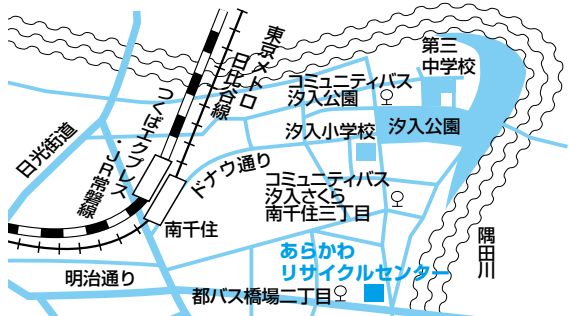 東京メトロ
日比谷線
第三
中学校
コミュニティバス
汐入公園
つくばエクプレス
・JR常磐線
日光街道
汐入小学校
汐入公園
ドナウ通り
コミュニティバス
汐入さくら
南千住三丁目
南千住
隅田川
あらかわ
リサイクルセンター
明治通り
都バス橋場二丁目